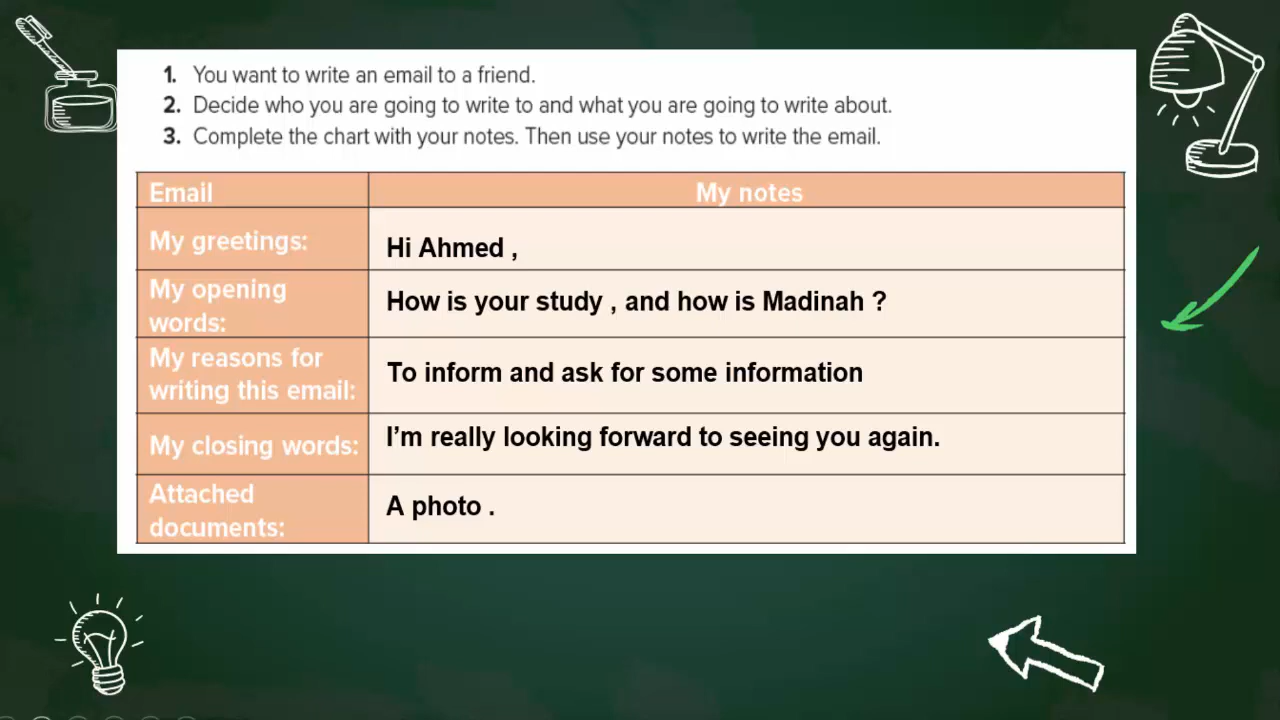 1. You want to write an email to a friend.
2. Decide who you are going to write to and what you are going to write about.
3. Complete the chart with your notes. Then use your notes to write the email.
Email My notes
My greetings: Hi Ahmed ,
My opening
words:
How is your study , and how is Madinah ?
My reasons for
writing this email:
To inform and ask for some information
My closing words: I'm really looking forward to seeing you again.
Attached
documents:
A photo .